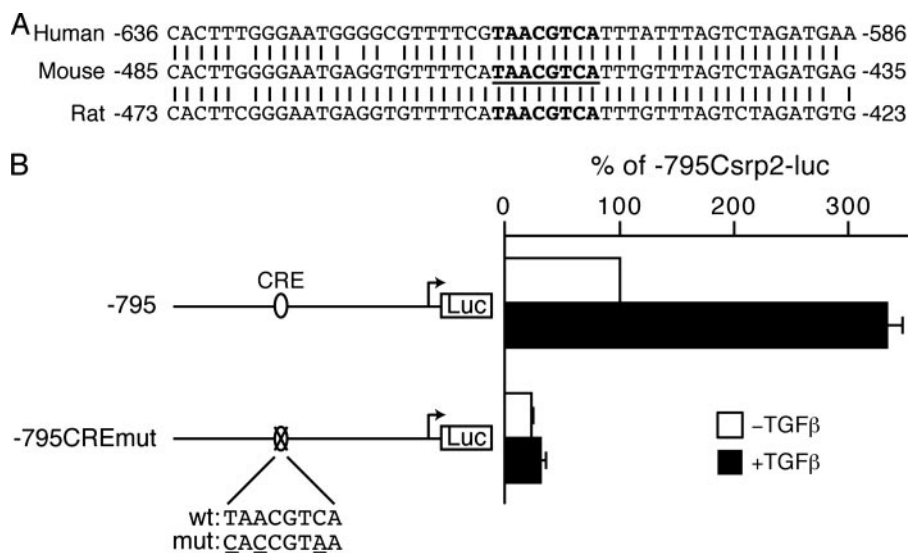 A
Human -636 CACTTTGGGAATGGGGCGTTTTCGTAACGTCATTTATTTAGTCTAGATGAA -586
Mouse -485 CACTTGGGGAATGAGGTGTTTTCATAACGTCATTTGTTTAGTCTAGATGAG -435
Rat -473 CACTTCGGGAATGAGGTGTTTTCATAACGTCATTTGTTTAGTCTAGATGTG -423
B
% of -795Csrp2-luc
0 100 200 300
CRE
-795
Luc
-795CREmut
Luc
−TGFβ
+TGFβ
wt:TAACGTCA
mut:CACCGTAA